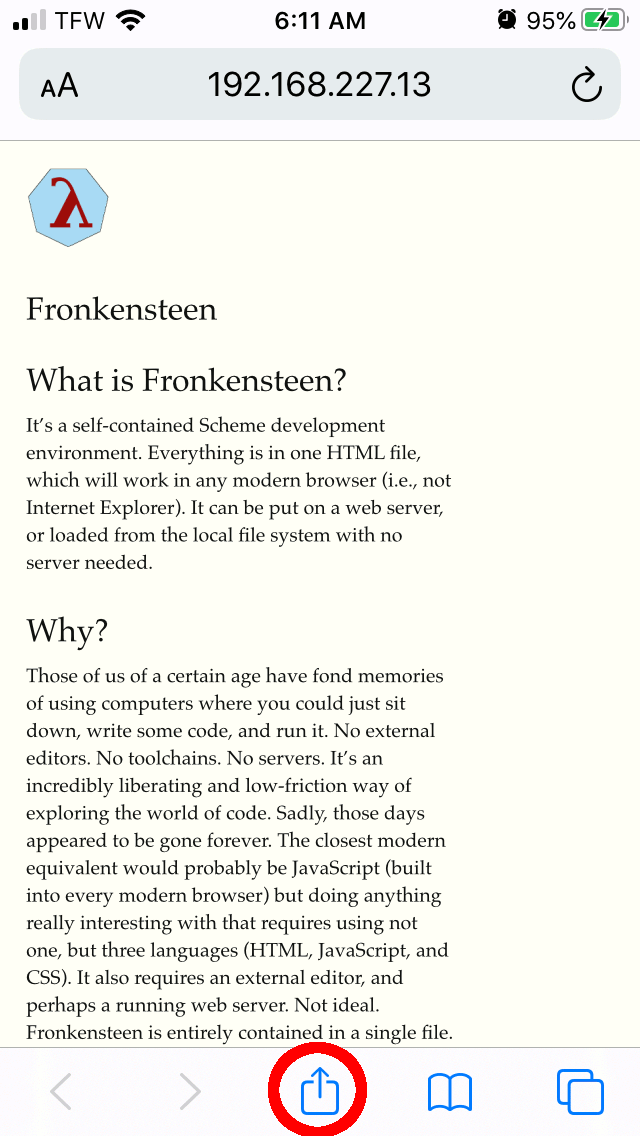 TFW 6:11 AM 95%
AA 192.168.227.13
λ
Fronkensteen
What is Fronkensteen?
It’s a self-contained Scheme development
environment. Everything is in one HTML file,
which will work in any modern browser (i.e., not
Internet Explorer). It can be put on a web server,
or loaded from the local file system with no
server needed.
Why?
Those of us of a certain age have fond memories
of using computers where you could just sit
down, write some code, and run it. No external
editors. No toolchains. No servers. It’s an
incredibly liberating and low-friction way of
exploring the world of code. Sadly, those days
appeared to be gone forever. The closest modern
equivalent would probably be JavaScript (built
into every modern browser) but doing anything
really interesting with that requires using not
one, but three languages (HTML, JavaScript, and
CSS). It also requires an external editor, and
perhaps a running web server. Not ideal.
Fronkensteen is entirely contained in a single file.